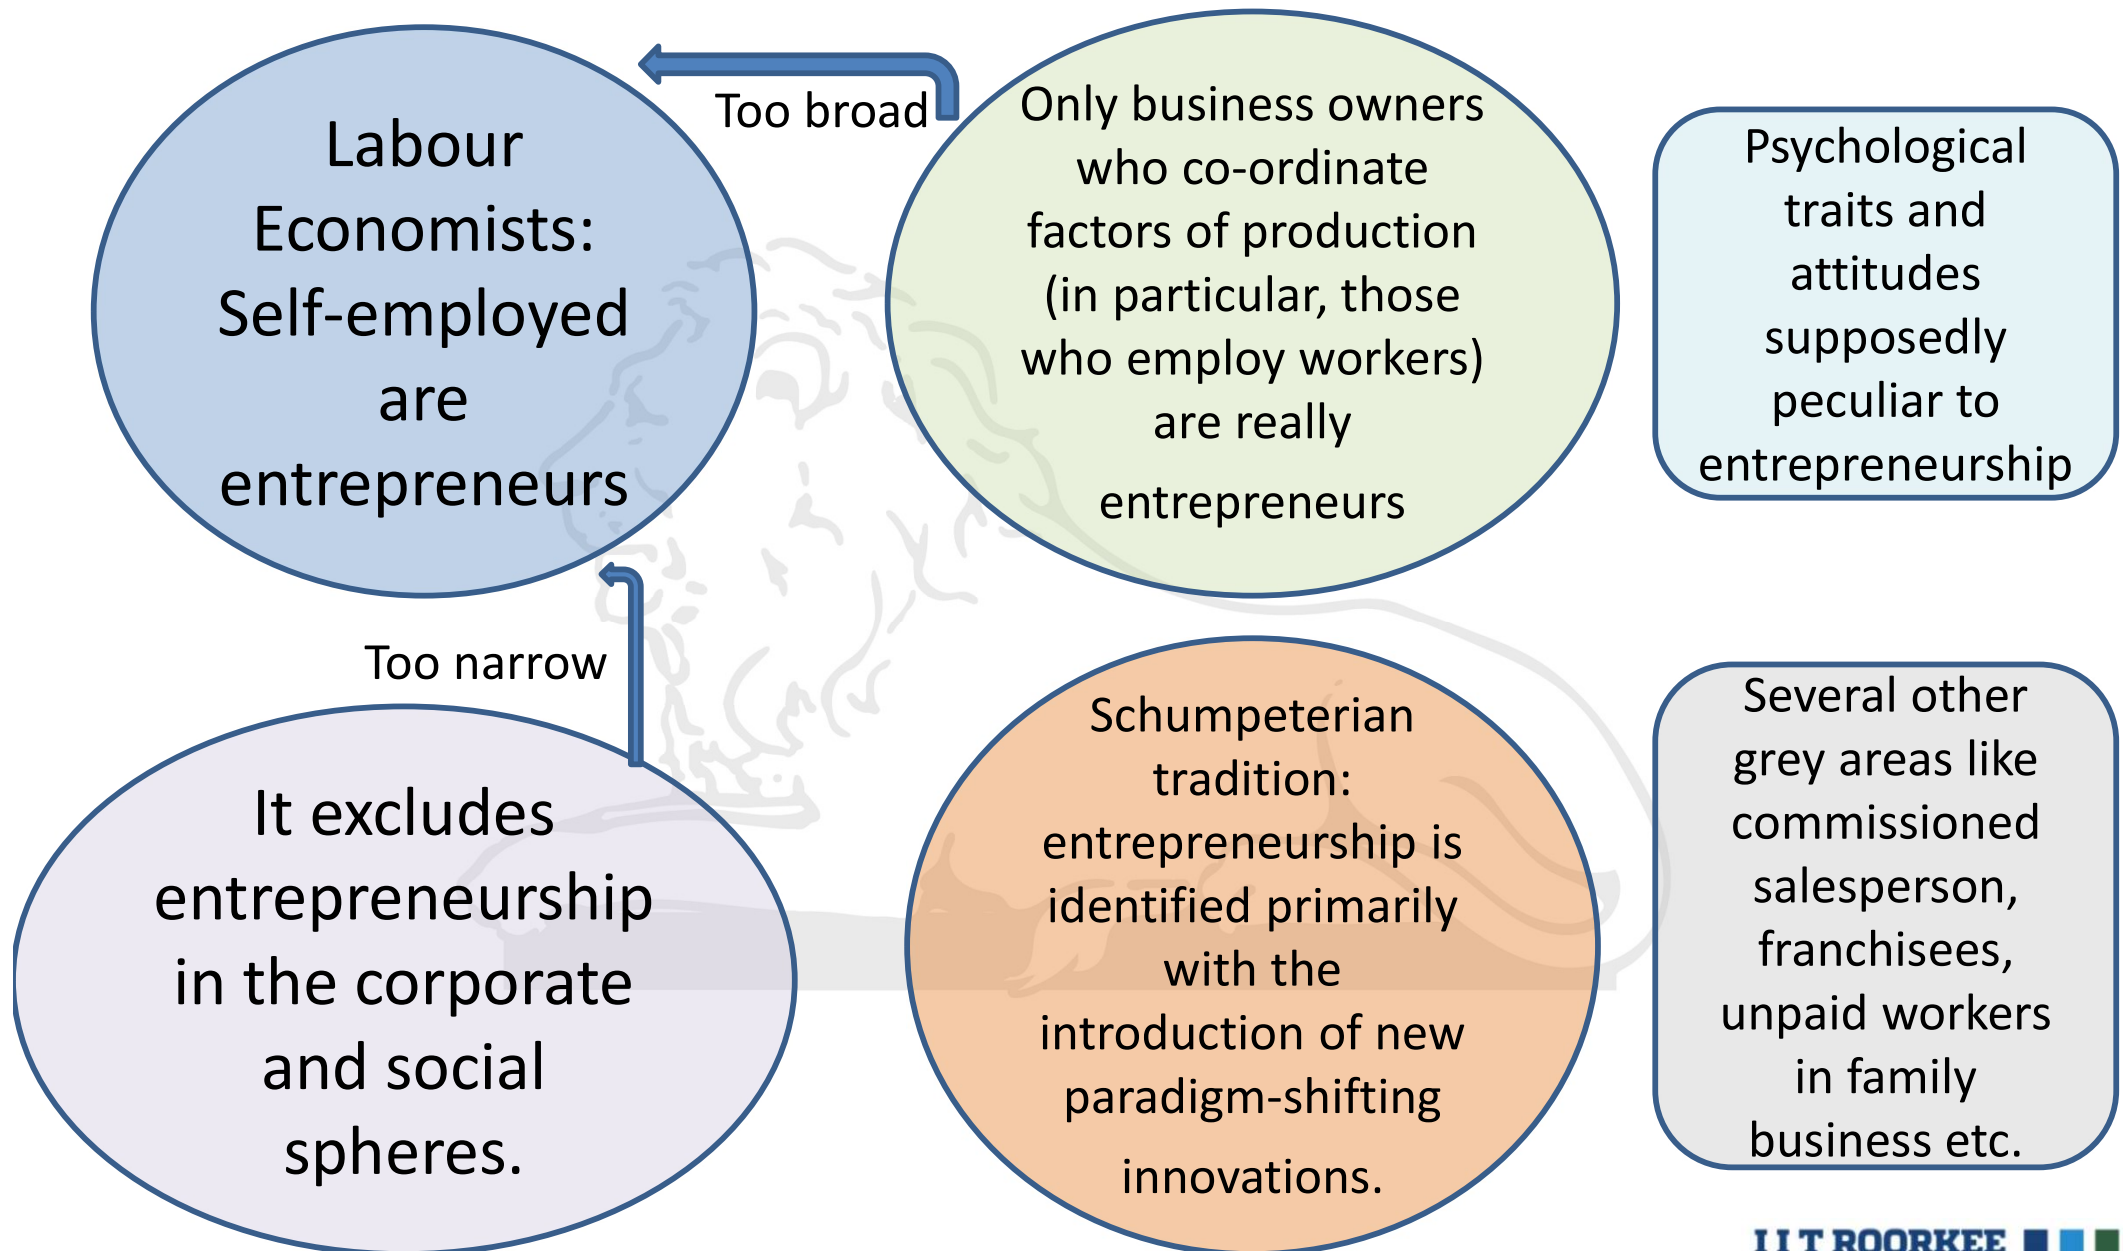 Labour
Economists:
Self-employed
are
entrepreneurs
Too broad
Only business owners
who co-ordinate
factors of production
(in particular, those
who employ workers)
are really
entrepreneurs
Psychological
traits and
attitudes
supposedly
peculiar to
entrepreneurship
Too narrow
It excludes
entrepreneurship
in the corporate
and social
spheres.
Schumpeterian
tradition:
entrepreneurship is
identified primarily
with the
introduction of new
paradigm-shifting
innovations.
Several other
grey areas like
commissioned
salesperson,
franchisees,
unpaid workers
in family
business etc.
IIT ROORKEE